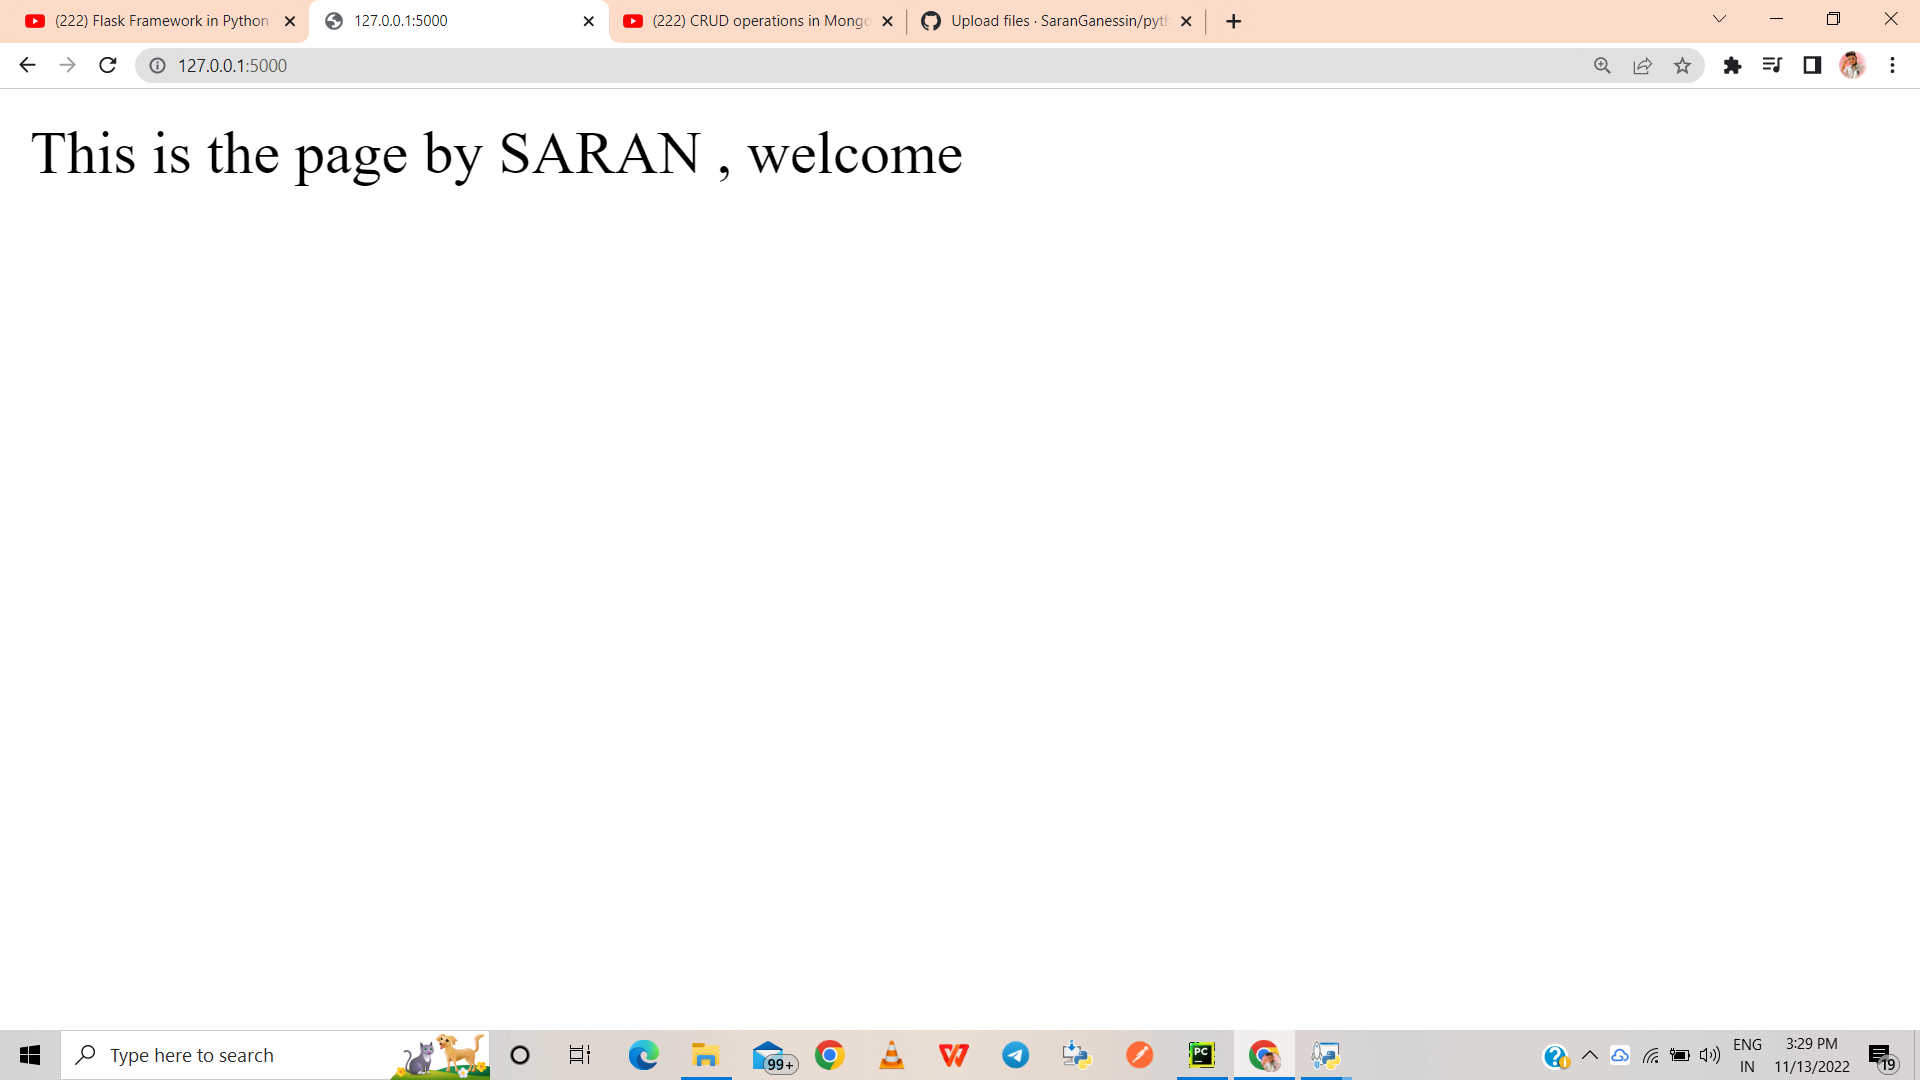 (222) Flask Framework in Python
127.0.0.1:5000
(222) CRUD operations in Mongo
Upload files · SaranGanessin/pyth
127.0.0.1:5000
This is the page by SARAN , welcome
Type here to search
99+
PC
ENG
IN
3:29 PM
11/13/2022
19